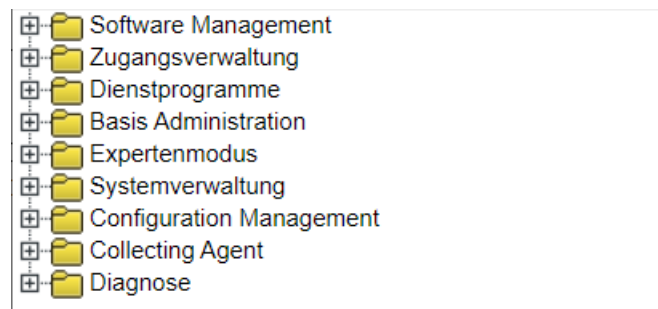 Software Management
Zugangsverwaltung
Dienstprogramme
Basis Administration
Expertenmodus
Systemverwaltung
Configuration Management
Collecting Agent
Diagnose